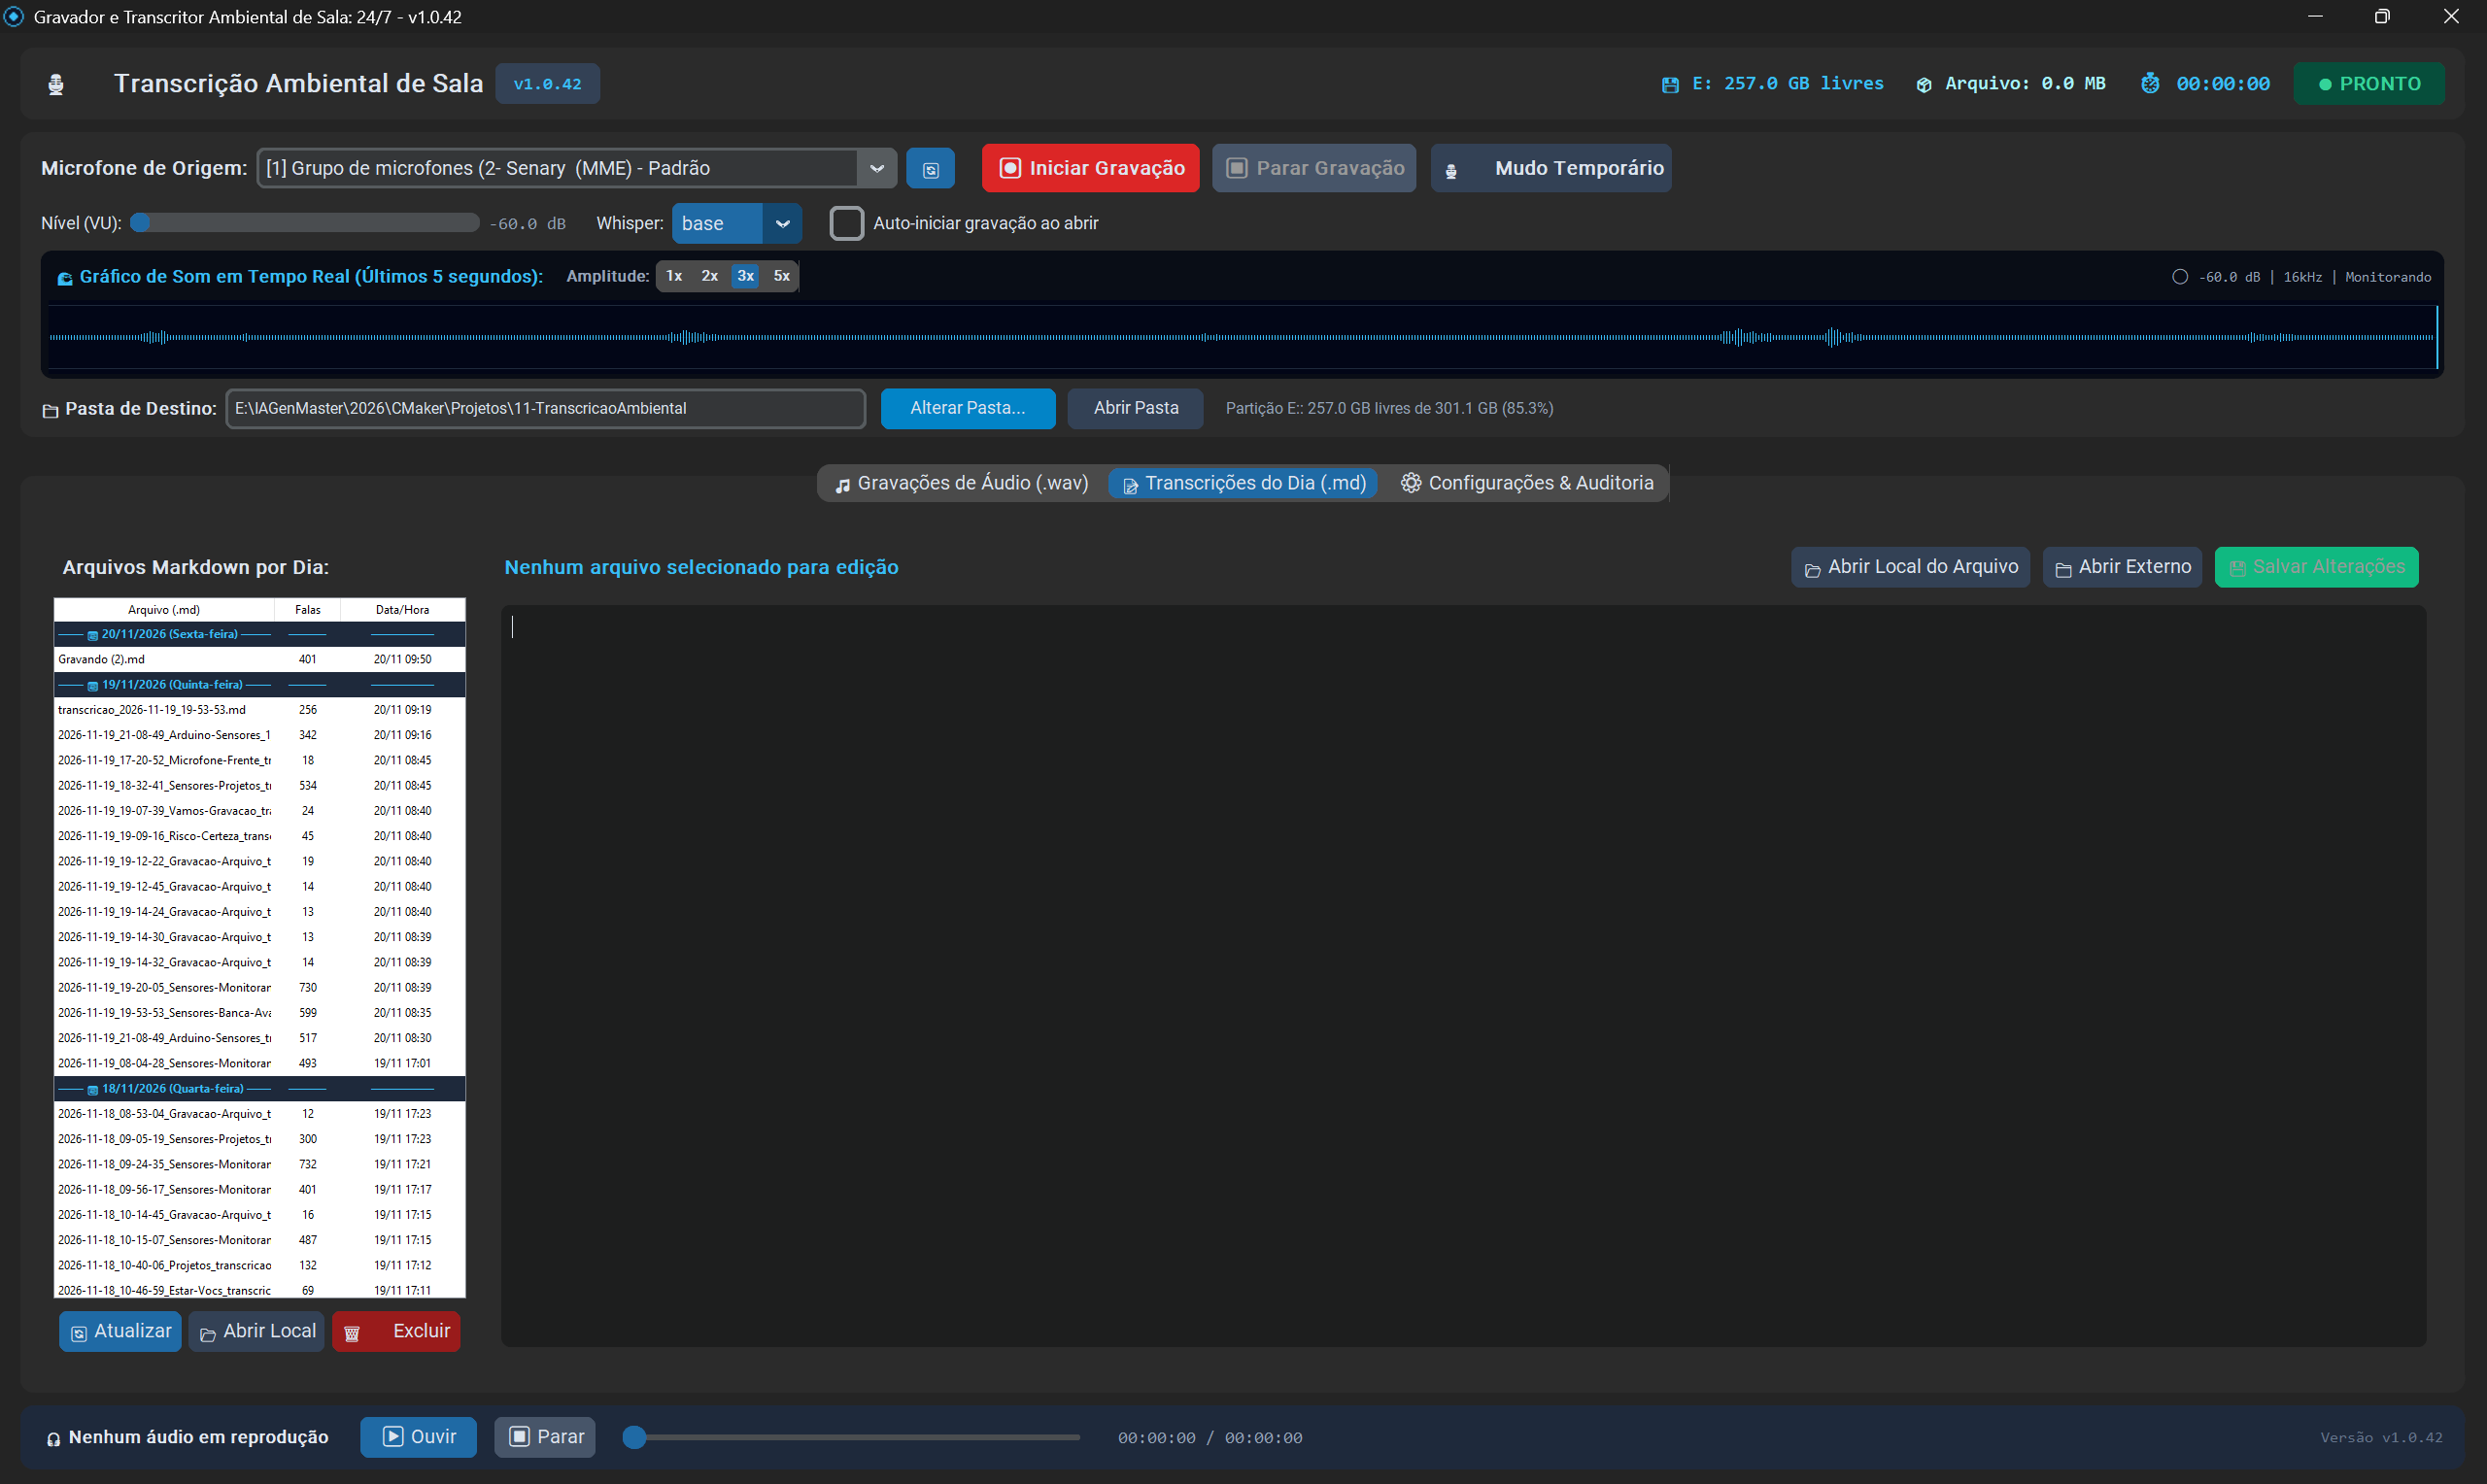 Gravador e Transcritor Ambiental de Sala: 24/7 - v1.0.42
Transcrição Ambiental de Sala v1.0.42 E: 257.0 GB livres Arquivo: 0.0 MB 00:00:00 PRONTO
Microfone de Origem: [1] Grupo de microfones (2- Senary (MME) - Padrão Iniciar Gravação Parar Gravação Mudo Temporário
Nível (VU): -60.0 dB Whisper: base Auto-iniciar gravação ao abrir
Gráfico de Som em Tempo Real (Últimos 5 segundos): Amplitude: 1x 2x 3x 5x -60.0 dB | 16kHz | Monitorando
Pasta de Destino: E:\IAGenMaster\2026\CMaker\Projetos\11-TranscricaoAmbiental Alterar Pasta... Abrir Pasta Partição E:: 257.0 GB livres de 301.1 GB (85.3%)
Gravações de Áudio (.wav) Transcrições do Dia (.md) Configurações & Auditoria
Arquivos Markdown por Dia: Nenhum arquivo selecionado para edição Abrir Local do Arquivo Abrir Externo Salvar Alterações
Arquivo (.md) Falas Data/Hora
20/11/2026 (Sexta-feira)
Gravando (2).md 401 20/11 09:50
19/11/2026 (Quinta-feira)
transcricao_2026-11-19_19-53-53.md 256 20/11 09:19
2026-11-19_21-08-49_Arduino-Sensores_1 342 20/11 09:16
2026-11-19_17-20-52_Microfone-Frente_tr 18 20/11 08:45
2026-11-19_18-32-41_Sensores-Projetos_tr 534 20/11 08:45
2026-11-19_19-07-39_Vamos-Gravacao_tra 24 20/11 08:40
2026-11-19_19-09-16_Risco-Certeza_transc 45 20/11 08:40
2026-11-19_19-12-22_Gravacao-Arquivo_t 19 20/11 08:40
2026-11-19_19-12-45_Gravacao-Arquivo_t 14 20/11 08:40
2026-11-19_19-14-24_Gravacao-Arquivo_t 13 20/11 08:40
2026-11-19_19-14-30_Gravacao-Arquivo_t 13 20/11 08:39
2026-11-19_19-14-32_Gravacao-Arquivo_t 14 20/11 08:39
2026-11-19_19-20-05_Sensores-Monitorar 730 20/11 08:39
2026-11-19_19-53-53_Sensores-Banca-Ava 599 20/11 08:35
2026-11-19_21-08-49_Arduino-Sensores_tr 517 20/11 08:30
2026-11-19_08-04-28_Sensores-Monitorar 493 19/11 17:01
18/11/2026 (Quarta-feira)
2026-11-18_08-53-04_Gravacao-Arquivo_t 12 19/11 17:23
2026-11-18_09-05-19_Sensores-Projetos_tr 300 19/11 17:23
2026-11-18_09-24-35_Sensores-Monitorar 732 19/11 17:21
2026-11-18_09-56-17_Sensores-Monitorar 401 19/11 17:17
2026-11-18_10-14-45_Gravacao-Arquivo_t 16 19/11 17:15
2026-11-18_10-15-07_Sensores-Monitorar 487 19/11 17:15
2026-11-18_10-40-06_Projetos_transcricao 132 19/11 17:12
2026-11-18_10-46-59_Estar-Vocs_transcric 69 19/11 17:11
Atualizar Abrir Local Excluir
Nenhum áudio em reprodução Ouvir Parar 00:00:00 / 00:00:00 Versão v1.0.42